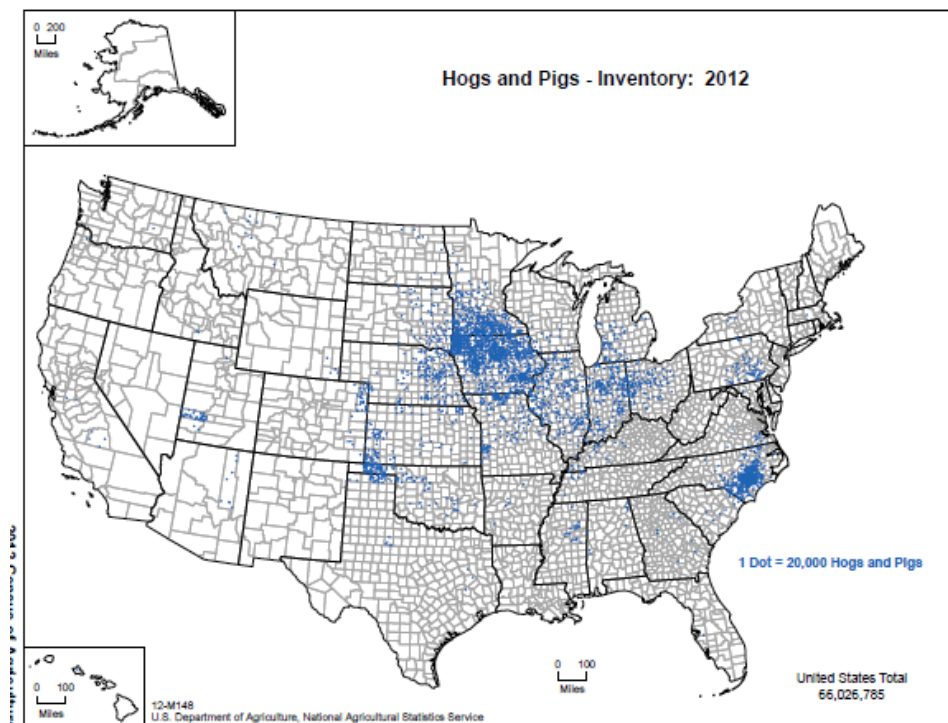 0 200
Miles
Hogs and Pigs - Inventory: 2012
1 Dot = 20,000 Hogs and Pigs
0 100
Miles
0 100
Miles
United States Total
66,026,785
12-M148
U.S. Department of Agriculture, National Agricultural Statistics Service